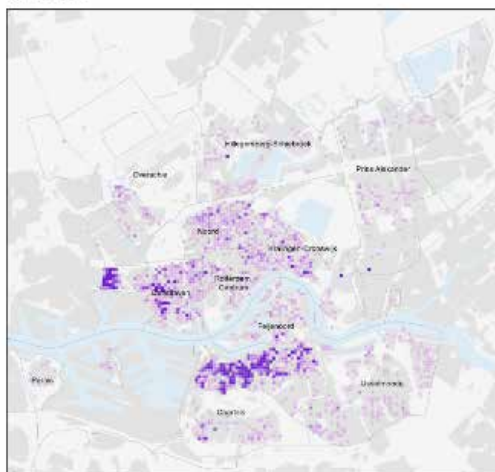 Hillegersberg-Schiebroek
Overschie
Prins Alexander
Noord
Kralingen-Crooswijk
Delfshaven
Rotterdam
Centrum
Feijenoord
IJsselmonde
Pernis
Charlois